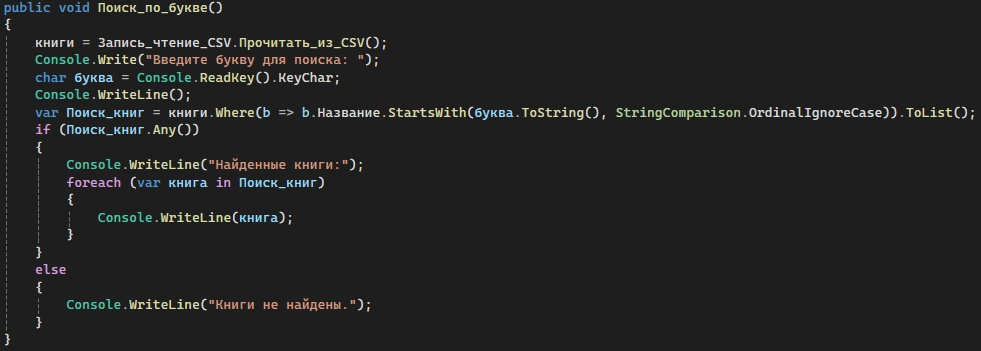 public void Поиск_по_букве()
{
    книги = Запись_чтение_CSV.Прочитать_из_CSV();
    Console.Write("Введите букву для поиска: ");
    char буква = Console.ReadKey().KeyChar;
    Console.WriteLine();
    var Поиск_книг = книги.Where(b => b.Название.StartsWith(буква.ToString(), StringComparison.OrdinalIgnoreCase)).ToList();
    if (Поиск_книг.Any())
    {
        Console.WriteLine("Найденные книги:");
        foreach (var книга in Поиск_книг)
        {
            Console.WriteLine(книга);
        }
    }
    else
    {
        Console.WriteLine("Книги не найдены.");
    }
}